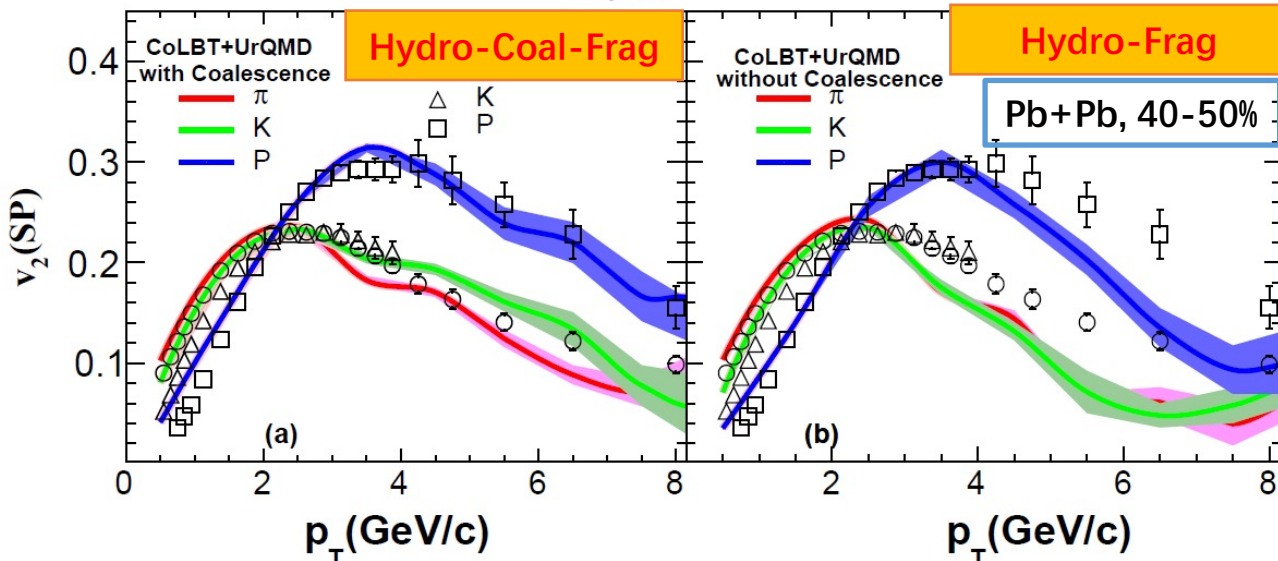 v₂(SP)
0.4
0.3
0.2
0.1
CoLBT+UrQMD
with Coalescence
Hydro-Coal-Frag
π
K
P
K
P
(a)
0 2 4 6 8
p_T(GeV/c)
CoLBT+UrQMD
without Coalescence
Hydro-Frag
Pb+Pb, 40-50%
π
K
P
(b)
2 4 6 8
p_T(GeV/c)